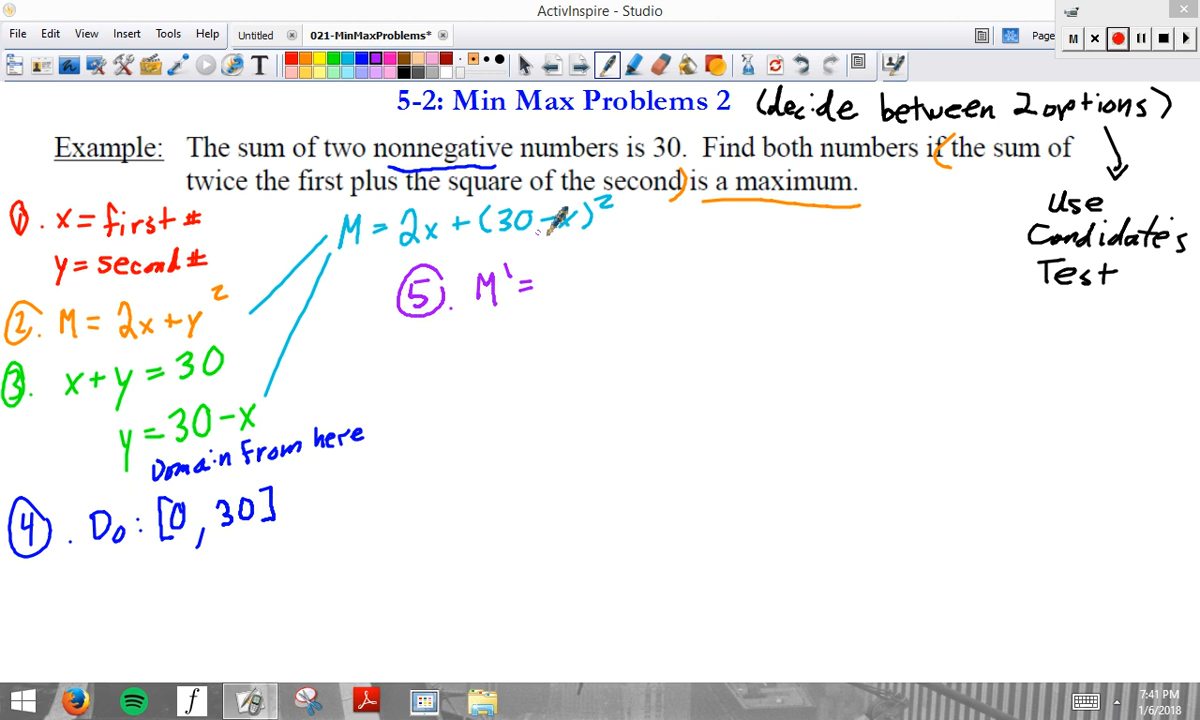 ActivInspire - Studio
File Edit View Insert Tools Help
Untitled
021-MinMaxProblems*
Page
5-2: Min Max Problems 2 (decide between 2 options)
Example: The sum of two nonnegative numbers is 30. Find both numbers if the sum of
twice the first plus the square of the second is a maximum.
Use
Candidate's
Test
1. x = first #
y = second #
M = 2x + (30-x)²
2. M = 2x + y²
5. M' =
3. x + y = 30
y = 30 - x
Domain From here
4. D₀: [0, 30]
7:41 PM
1/6/2018